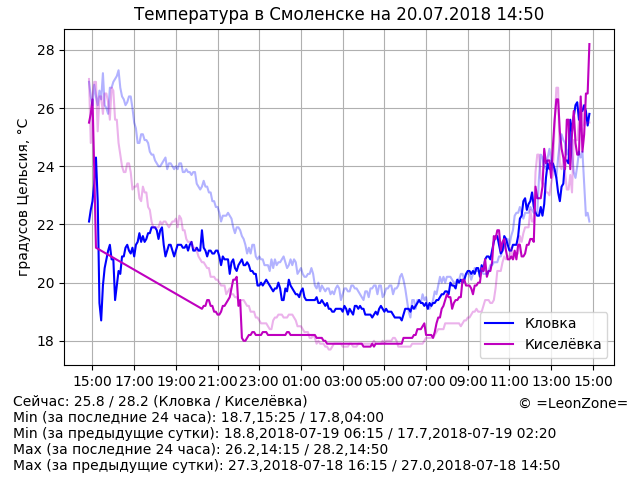 Температура в Смоленске на 20.07.2018 14:50
градусов Цельсия, °C
28
26
24
22
20
18
15:00 17:00 19:00 21:00 23:00 01:00 03:00 05:00 07:00 09:00 11:00 13:00 15:00
Кловка
Киселёвка
© =LeonZone=
Сейчас: 25.8 / 28.2 (Кловка / Киселёвка)
Min (за последние 24 часа): 18.7,15:25 / 17.8,04:00
Min (за предыдущие сутки): 18.8,2018-07-19 06:15 / 17.7,2018-07-19 02:20
Max (за последние 24 часа): 26.2,14:15 / 28.2,14:50
Max (за предыдущие сутки): 27.3,2018-07-18 16:15 / 27.0,2018-07-18 14:50